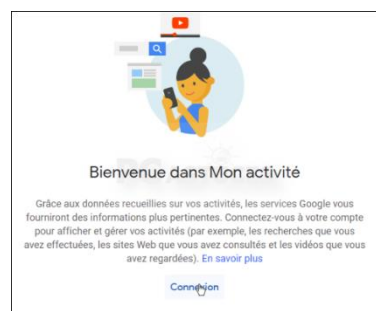 Bienvenue dans Mon activité
Grâce aux données recueillies sur vos activités, les services Google vous
fourniront des informations plus pertinentes. Connectez-vous à votre compte
pour afficher et gérer vos activités (par exemple, les recherches que vous
avez effectuées, les sites Web que vous avez consultés et les vidéos que vous
avez regardées). En savoir plus
Connexion